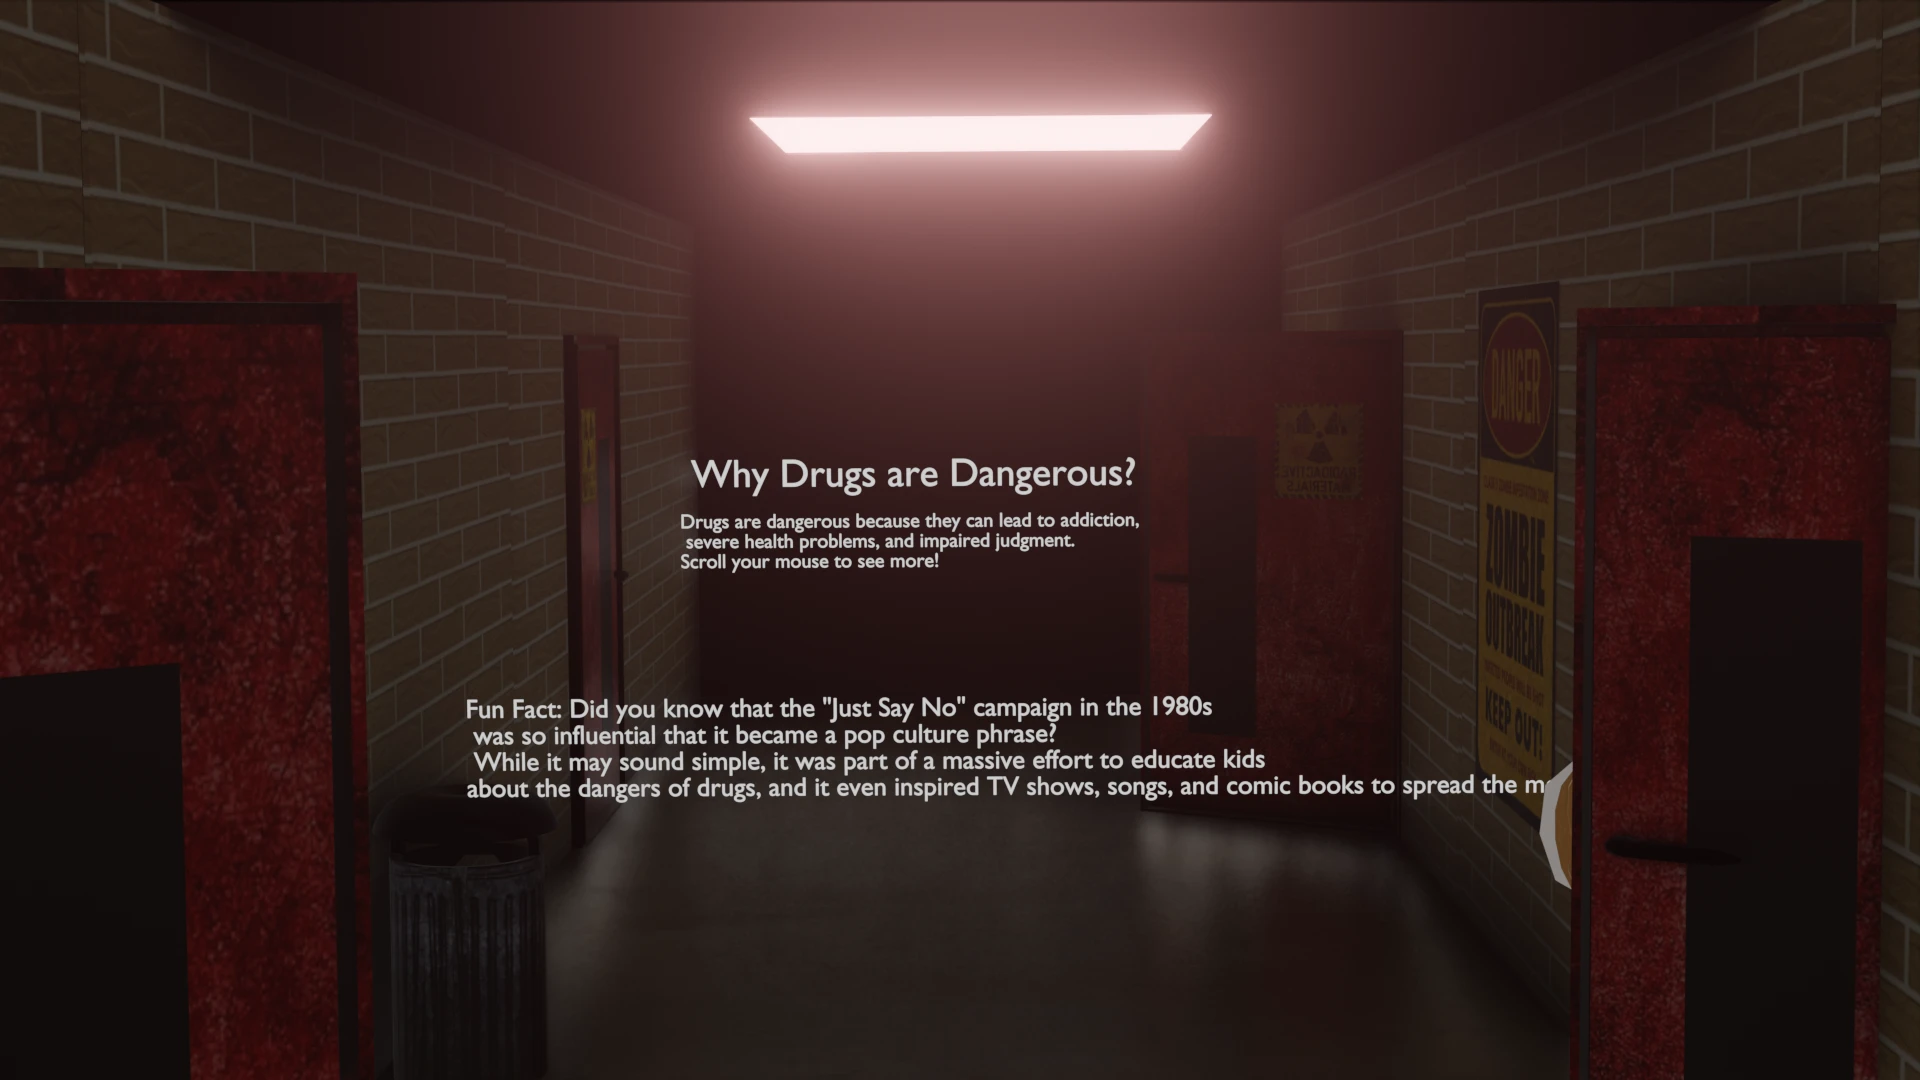 Why Drugs are Dangerous?
Drugs are dangerous because they can lead to addiction,
severe health problems, and impaired judgment.
Scroll your mouse to see more!
DANGER
ZOMBIE
OUTBREAK
KEEP OUT!
RADIOACTIVE
MATERIALS
Fun Fact: Did you know that the "Just Say No" campaign in the 1980s
was so influential that it became a pop culture phrase?
While it may sound simple, it was part of a massive effort to educate kids
about the dangers of drugs, and it even inspired TV shows, songs, and comic books to spread the m